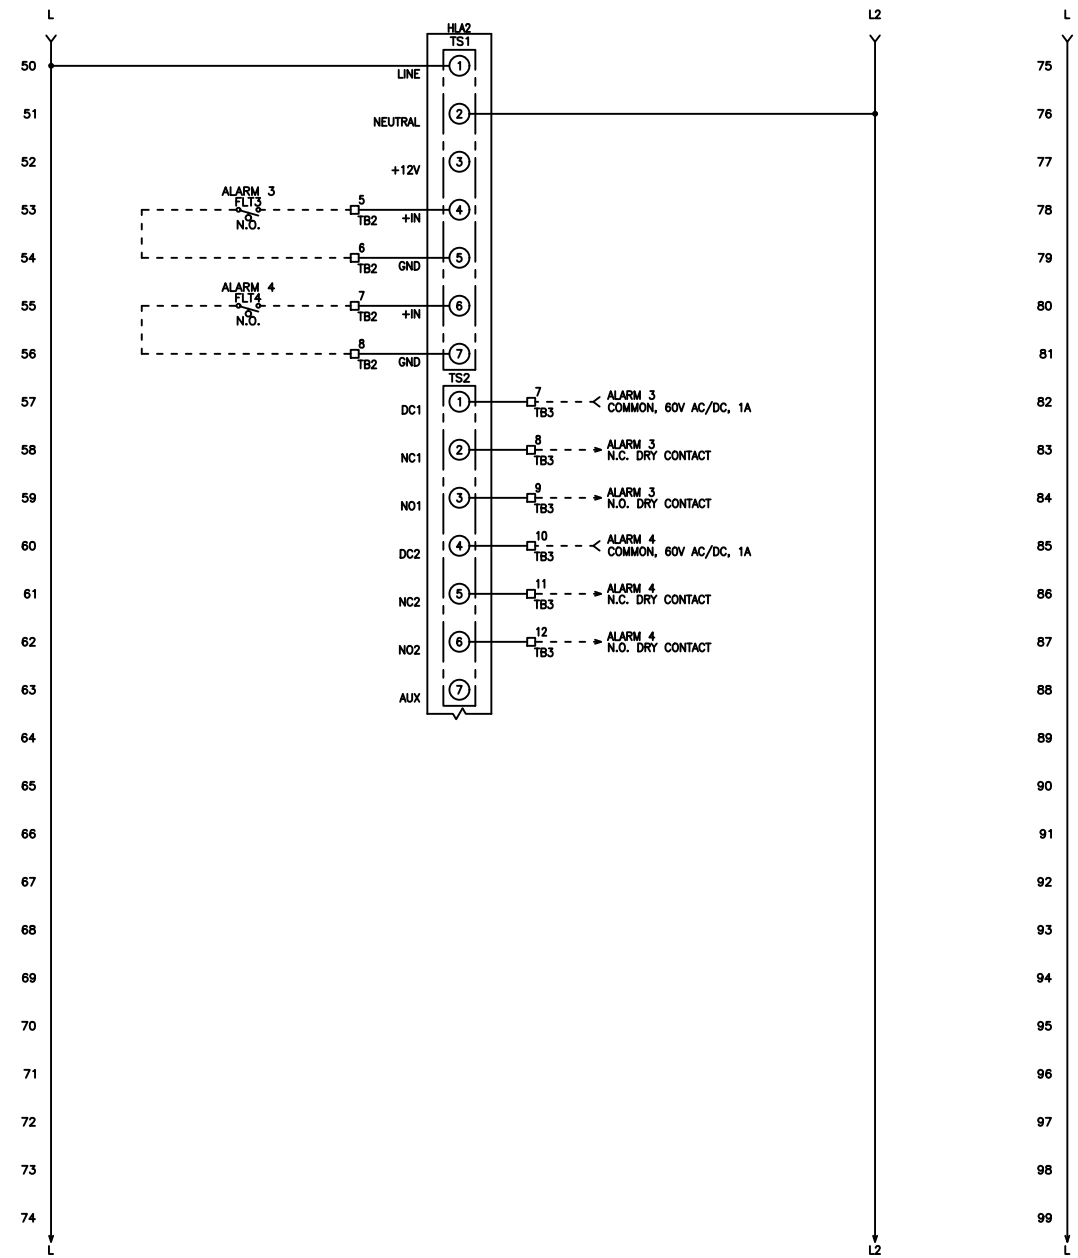 L
L2
L
HLA2
TS1
50
LINE
1
75
51
NEUTRAL
2
76
52
+12V
3
77
ALARM 3
FLT3
N.O.
53
5
TB2
+IN
4
78
54
6
TB2
GND
5
79
ALARM 4
FLT4
N.O.
55
7
TB2
+IN
6
80
56
8
TB2
GND
7
81
TS2
57
DC1
1
7
TB3
ALARM 3
COMMON, 60V AC/DC, 1A
82
58
NC1
2
8
TB3
ALARM 3
N.C. DRY CONTACT
83
59
NO1
3
9
TB3
ALARM 3
N.O. DRY CONTACT
84
60
DC2
4
10
TB3
ALARM 4
COMMON, 60V AC/DC, 1A
85
61
NC2
5
11
TB3
ALARM 4
N.C. DRY CONTACT
86
62
NO2
6
12
TB3
ALARM 4
N.O. DRY CONTACT
87
63
AUX
7
88
64
89
65
90
66
91
67
92
68
93
69
94
70
95
71
96
72
97
73
98
74
99
L
L2
L